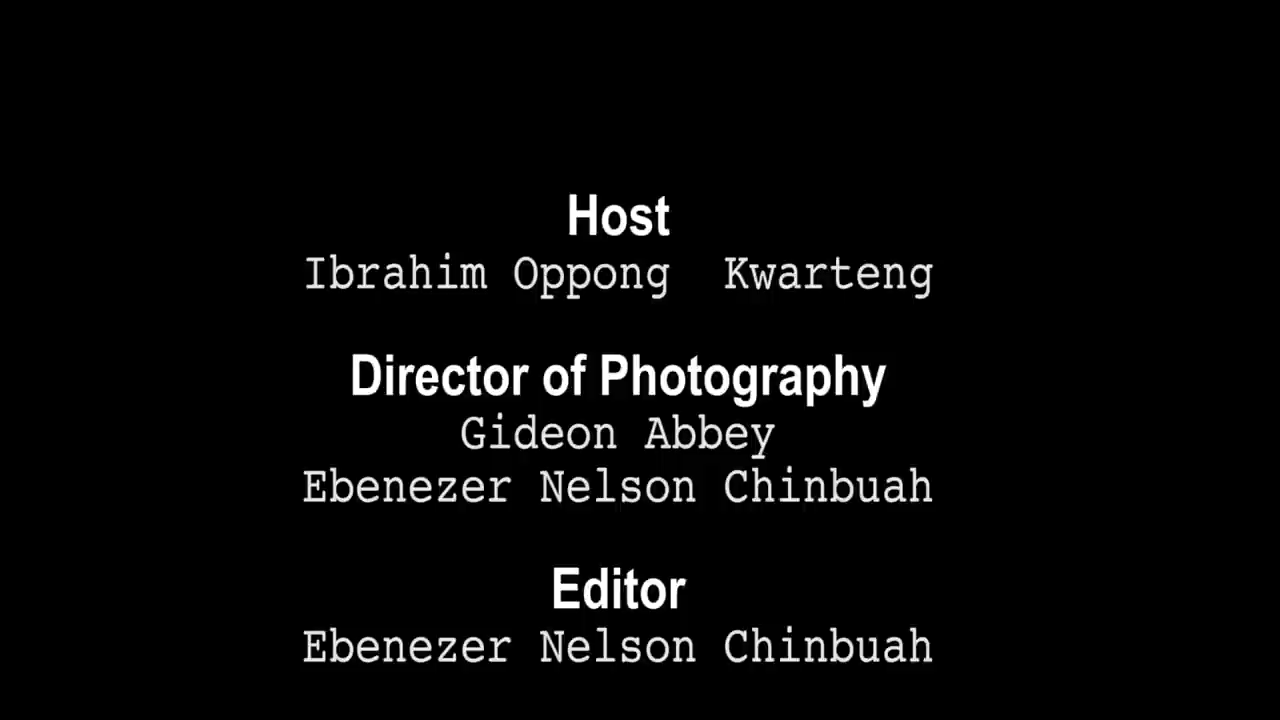 Host
Ibrahim Oppong  Kwarteng
Director of Photography
Gideon Abbey
Ebenezer Nelson Chinbuah
Editor
Ebenezer Nelson Chinbuah